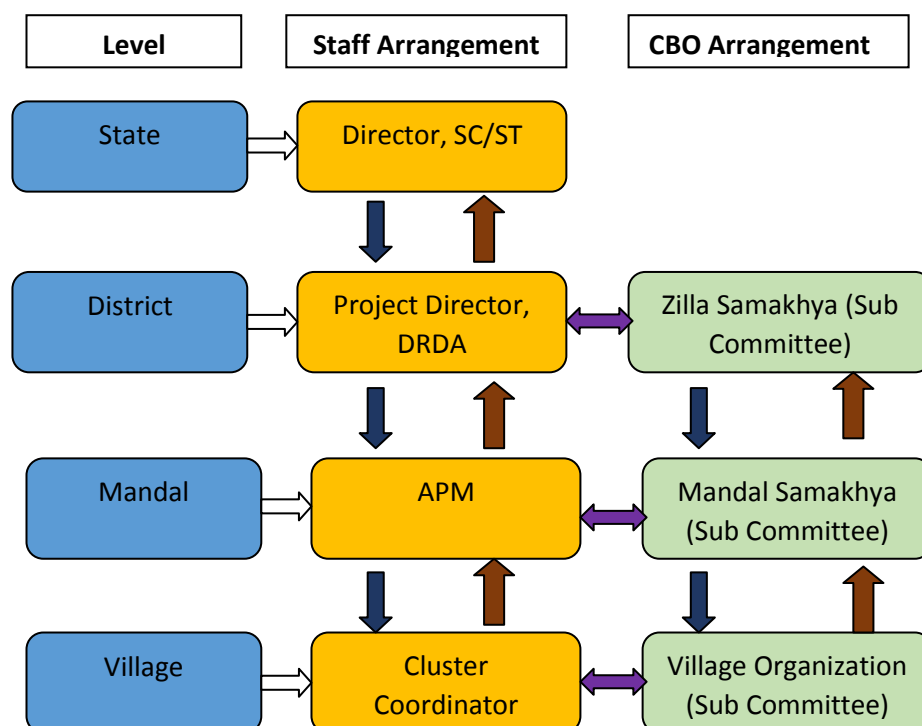 Level
Staff Arrangement
CBO Arrangement
State
Director, SC/ST
District
Project Director,
DRDA
Zilla Samakhya (Sub
Committee)
Mandal
APM
Mandal Samakhya
(Sub Committee)
Village
Cluster
Coordinator
Village Organization
(Sub Committee)